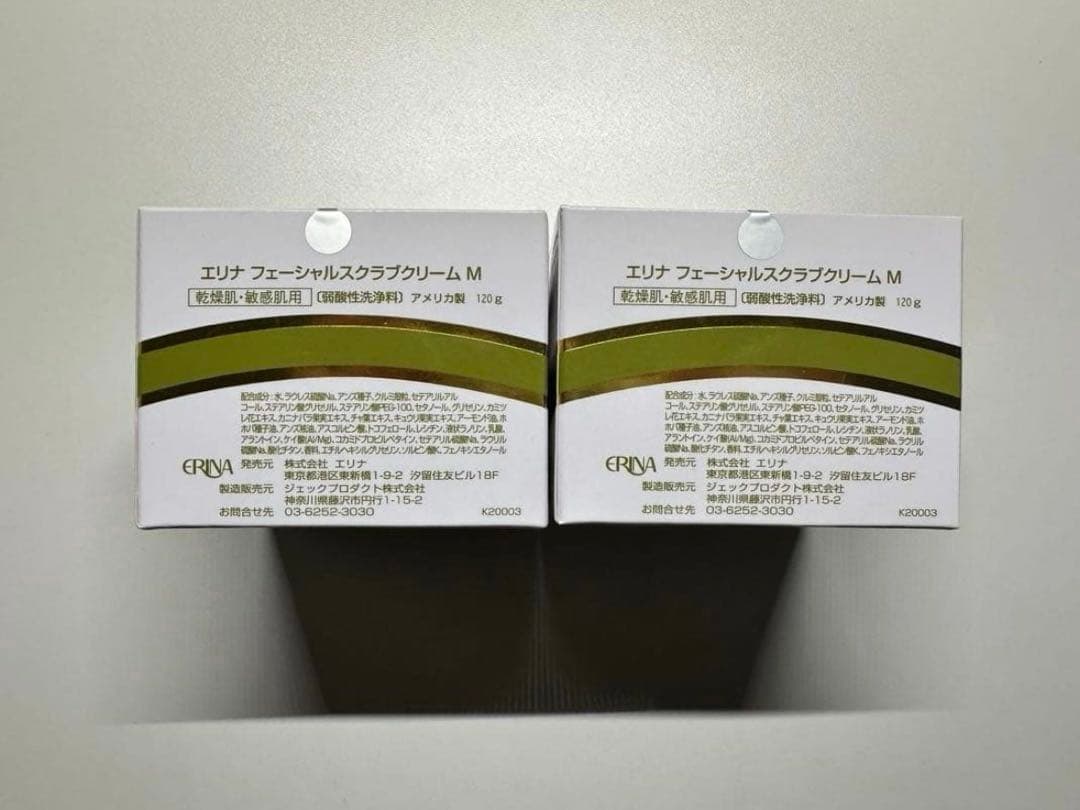 エリナ フェーシャルスクラブクリーム M
乾燥肌・敏感肌用 〔弱酸性洗浄料〕 アメリカ製 120g
配合成分：水、ラウレス硫酸Na、アンズ種子、クルミ殻粒、セテアリルアル
コール、ステアリン酸グリセリル、ステアリン酸PEG-100、セタノール、グリセリン、カミツ
レ花エキス、カニナバラ果実エキス、チャ葉エキス、キュウリ果実エキス、アーモンド油、ホ
ホバ種子油、アンズ核油、アスコルビン酸、トコフェロール、レシチン、液状ラノリン、乳酸、
アラントイン、ケイ酸(Al/Mg)、コカミドプロピルベタイン、セテアリル硫酸Na、ラウリル
硫酸Na、酸化チタン、香料、エチルヘキシルグリセリン、ソルビン酸K、フェノキシエタノール
ERINA 発売元 株式会社 エリナ
東京都港区東新橋1-9-2 汐留住友ビル18F
製造販売元 ジェックプロダクト株式会社
神奈川県藤沢市円行1-15-2
お問合せ先 03-6252-3030 K20003
エリナ フェーシャルスクラブクリーム M
乾燥肌・敏感肌用 〔弱酸性洗浄料〕 アメリカ製 120g
配合成分：水、ラウレス硫酸Na、アンズ種子、クルミ殻粒、セテアリルアル
コール、ステアリン酸グリセリル、ステアリン酸PEG-100、セタノール、グリセリン、カミツ
レ花エキス、カニナバラ果実エキス、チャ葉エキス、キュウリ果実エキス、アーモンド油、ホ
ホバ種子油、アンズ核油、アスコルビン酸、トコフェロール、レシチン、液状ラノリン、乳酸、
アラントイン、ケイ酸(Al/Mg)、コカミドプロピルベタイン、セテアリル硫酸Na、ラウリル
硫酸Na、酸化チタン、香料、エチルヘキシルグリセリン、ソルビン酸K、フェノキシエタノール
ERINA 発売元 株式会社 エリナ
東京都港区東新橋1-9-2 汐留住友ビル18F
製造販売元 ジェックプロダクト株式会社
神奈川県藤沢市円行1-15-2
お問合せ先 03-6252-3030 K20003